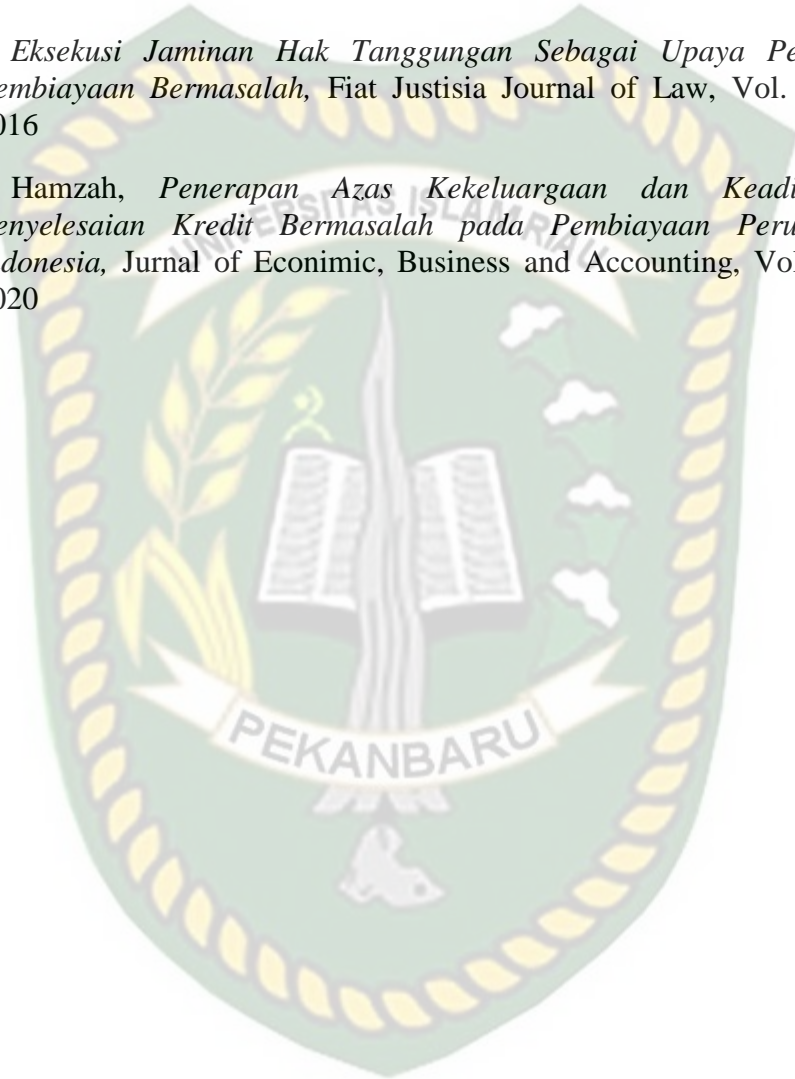 Eksekusi Jaminan Hak Tanggungan Sebagai Upaya Pe
embiayaan Bermasalah, Fiat Justisia Journal of Law, Vol.
016
Hamzah, Penerapan Azas Kekeluargaan dan Keadi
enyelesaian Kredit Bermasalah pada Pembiayaan Peru
ndonesia, Jurnal of Econimic, Business and Accounting, Vol
020
UNIVERSITAS ISLAM RIAU
PEKANBARU